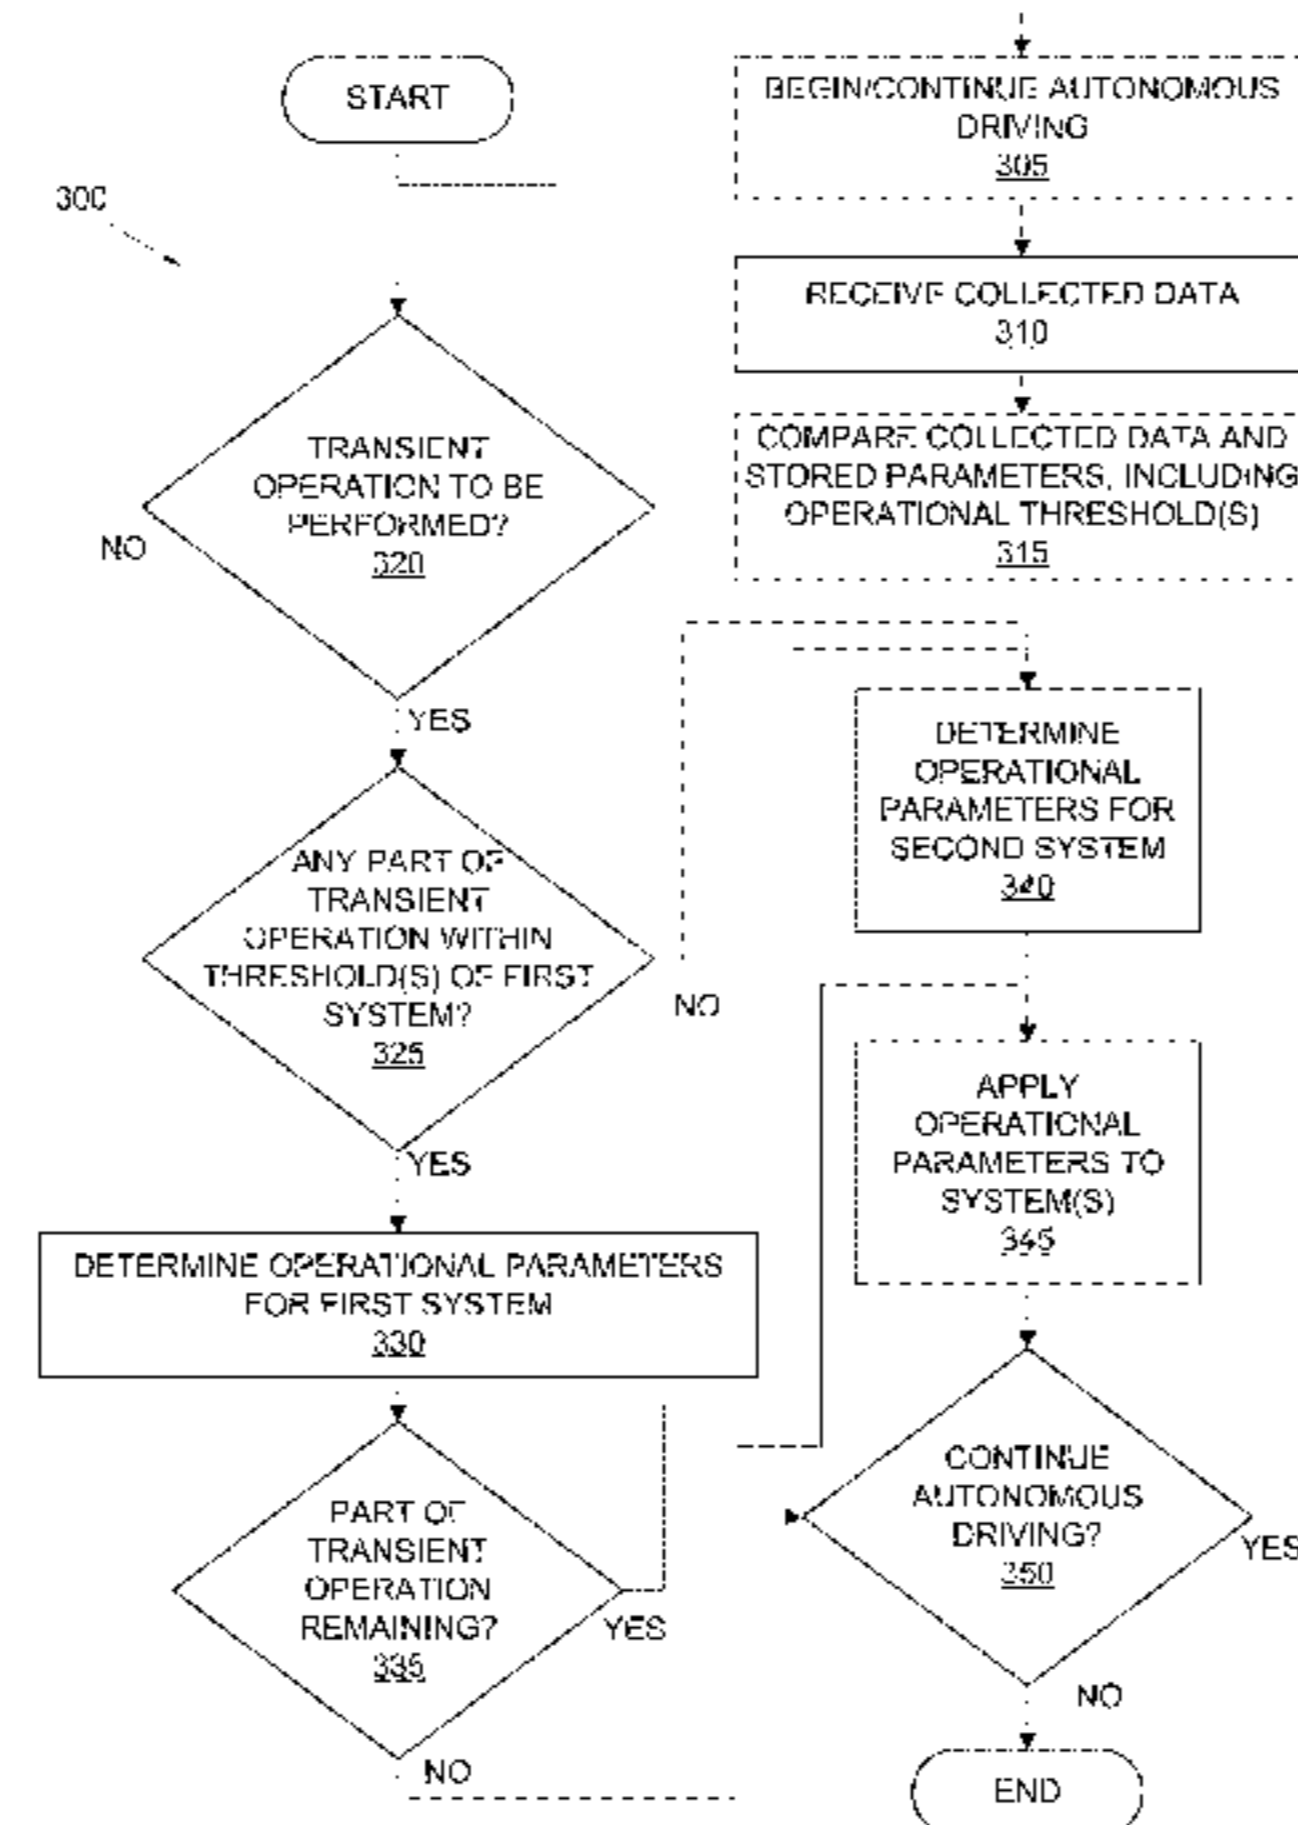 START
300
BEGIN/CONTINUE AUTONOMOUS
DRIVING
305
RECEIVE COLLECTED DATA
310
COMPARE COLLECTED DATA AND
STORED PARAMETERS, INCLUDING
OPERATIONAL THRESHOLD(S)
315
TRANSIENT
OPERATION TO BE
PERFORMED?
320
NO
YES
ANY PART OF
TRANSIENT
OPERATION WITHIN
THRESHOLD(S) OF FIRST
SYSTEM?
325
NO
YES
DETERMINE OPERATIONAL PARAMETERS
FOR FIRST SYSTEM
330
PART OF
TRANSIENT
OPERATION
REMAINING?
335
YES
NO
DETERMINE
OPERATIONAL
PARAMETERS FOR
SECOND SYSTEM
340
APPLY
OPERATIONAL
PARAMETERS TO
SYSTEM(S)
345
CONTINUE
AUTONOMOUS
DRIVING?
350
YES
NO
END